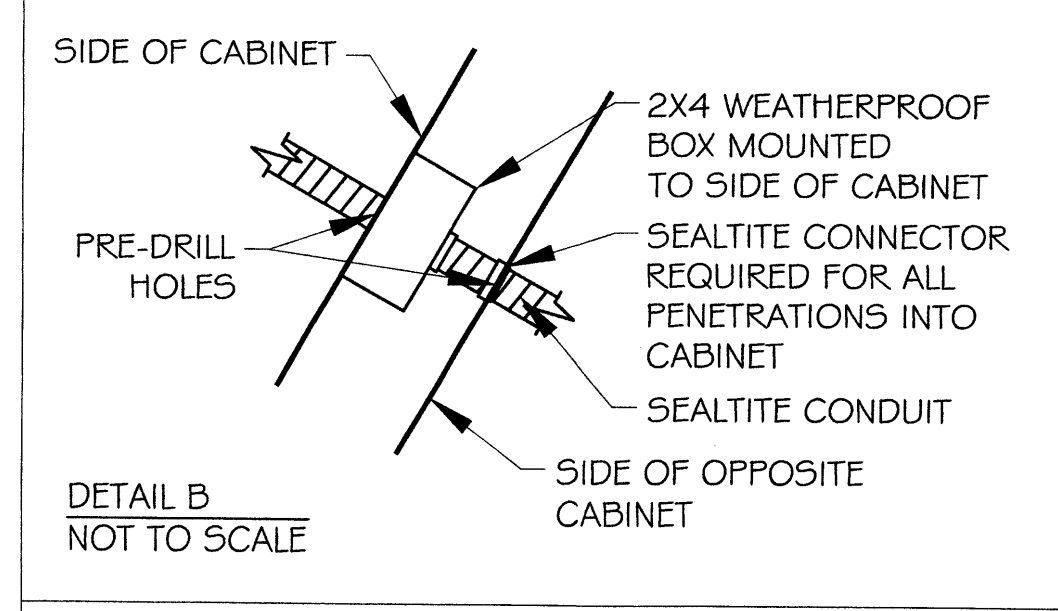 SIDE OF CABINET
2X4 WEATHERPROOF
BOX MOUNTED
TO SIDE OF CABINET
PRE-DRILL
HOLES
SEALTITE CONNECTOR
REQUIRED FOR ALL
PENETRATIONS INTO
CABINET
SEALTITE CONDUIT
SIDE OF OPPOSITE
CABINET
DETAIL B
NOT TO SCALE